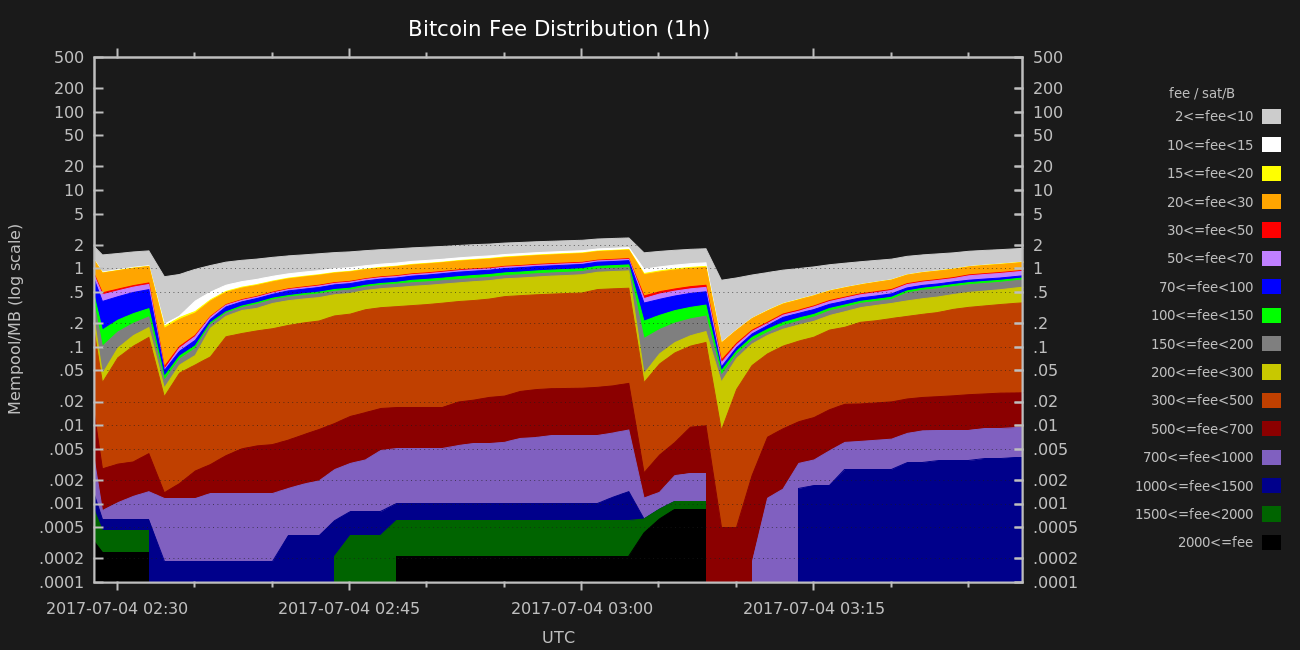 Bitcoin Fee Distribution (1h)
Mempool/MB (log scale)
500
200
100
50
20
10
5
2
1
.5
.2
.1
.05
.02
.01
.005
.002
.001
.0005
.0002
.0001
500
200
100
50
20
10
5
2
1
.5
.2
.1
.05
.02
.01
.005
.002
.001
.0005
.0002
.0001
2017-07-04 02:30
2017-07-04 02:45
2017-07-04 03:00
2017-07-04 03:15
UTC
fee / sat/B
2<=fee<10
10<=fee<15
15<=fee<20
20<=fee<30
30<=fee<50
50<=fee<70
70<=fee<100
100<=fee<150
150<=fee<200
200<=fee<300
300<=fee<500
500<=fee<700
700<=fee<1000
1000<=fee<1500
1500<=fee<2000
2000<=fee